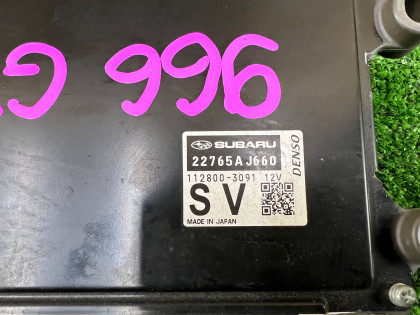 996
SUBARU
22765AJ660
112800-3091 12V
DENSO
SV
MADE IN JAPAN